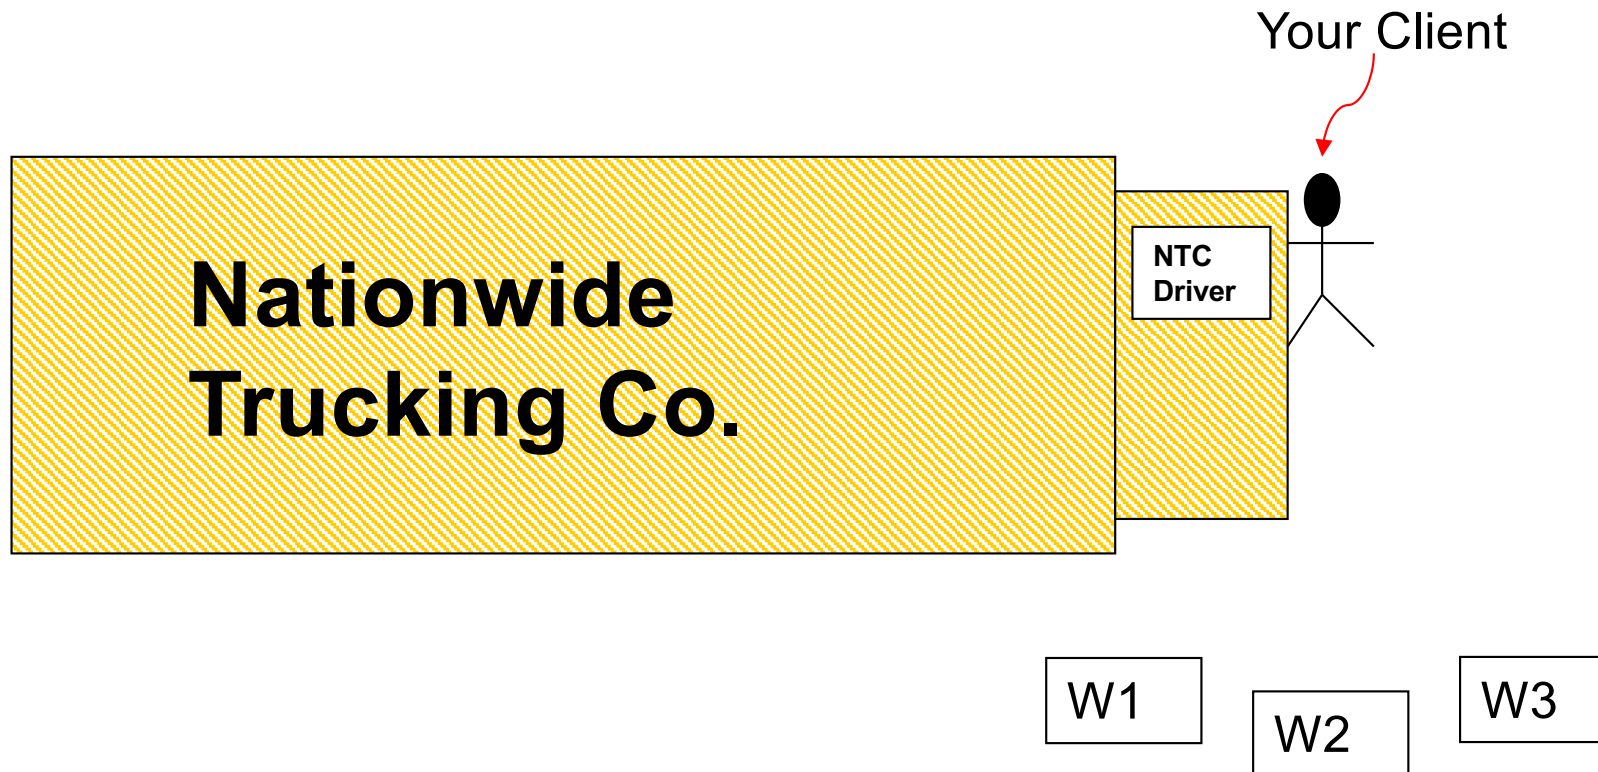 Your Client
NTC
Driver
Nationwide
Trucking Co.
W1
W2
W3